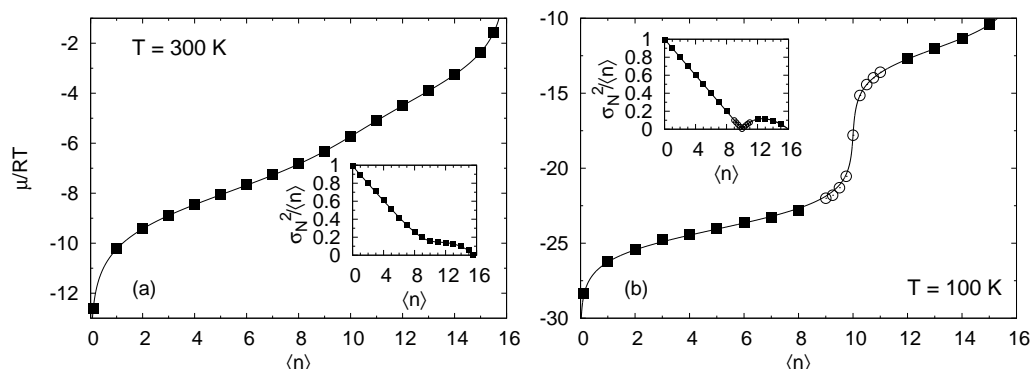 T = 300 K
μ/RT
-2
-4
-6
-8
-10
-12
0 2 4 6 8 10 12 14 16
⟨n⟩
(a)
σN²/⟨n⟩
1
0.8
0.6
0.4
0.2
0
0 4 8 12 16
⟨n⟩
-10
-15
-20
-25
-30
0 2 4 6 8 10 12 14 16
⟨n⟩
(b)
T = 100 K
σN²/⟨n⟩
1
0.8
0.6
0.4
0.2
0
0 4 8 12 16
⟨n⟩